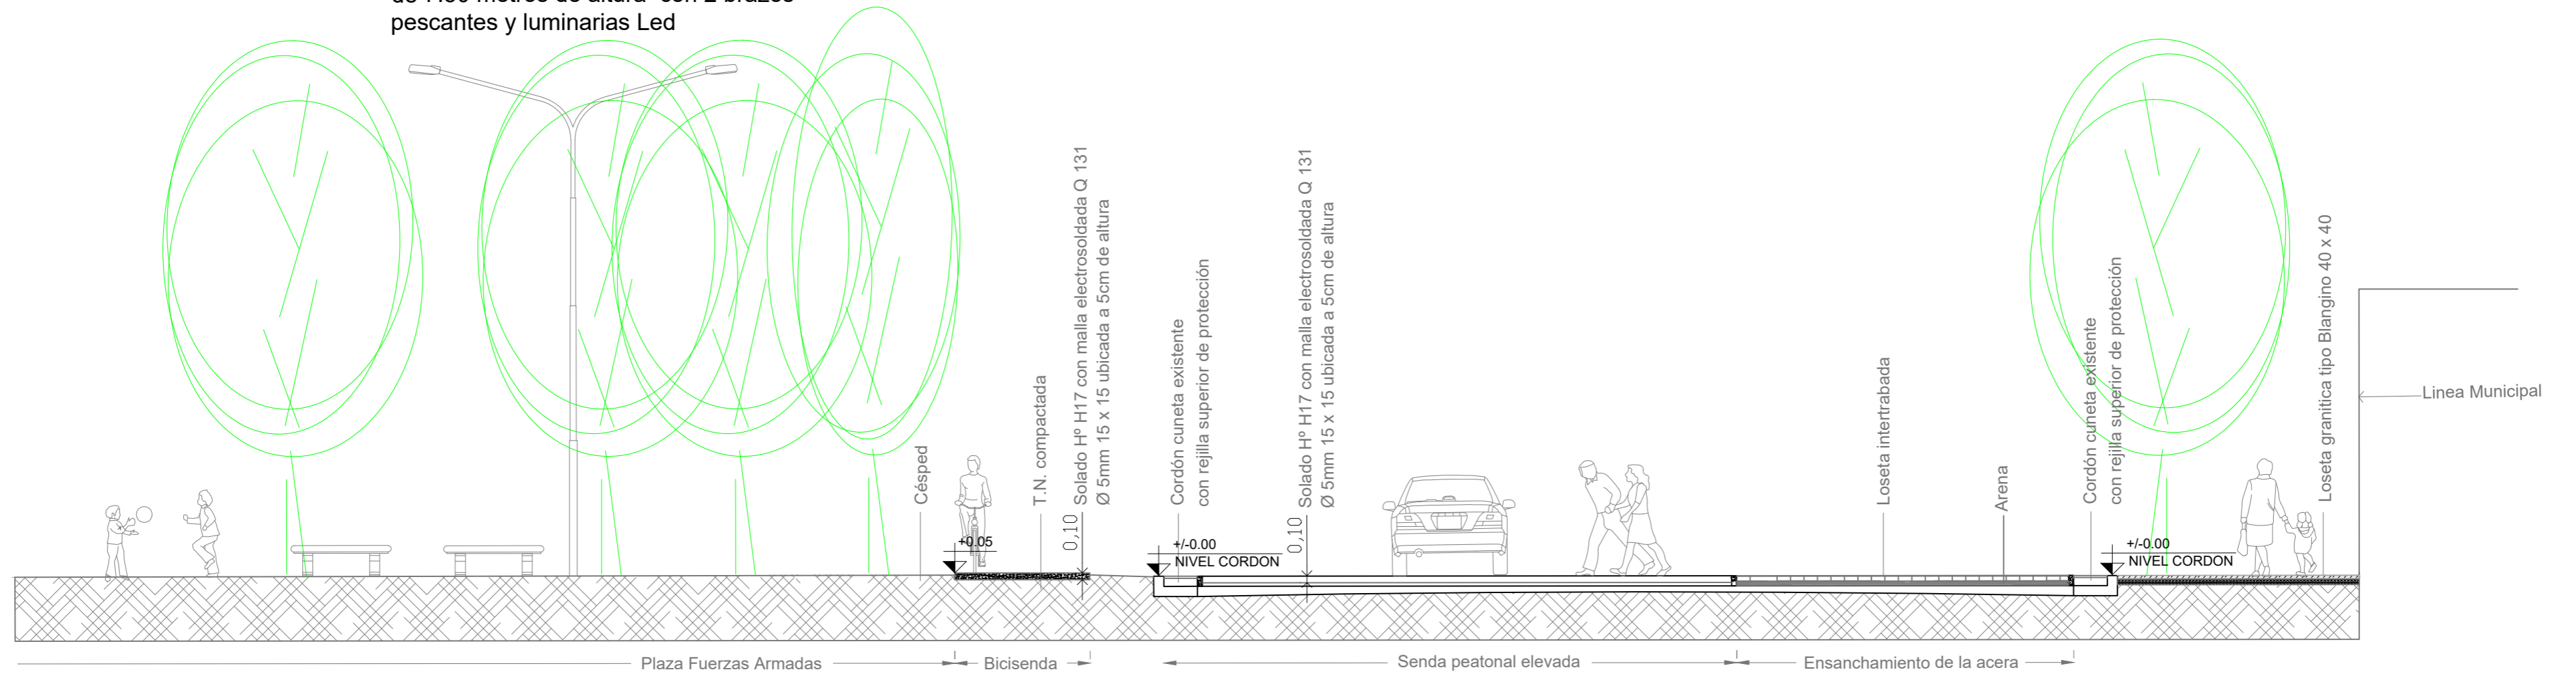 pescantes y luminarias Led
Césped
T.N. compactada
Solado Hº H17 con malla electrosoldada Q 131
Ø 5mm 15 x 15 ubicada a 5cm de altura
Cordón cuneta existente
con rejilla superior de protección
Solado Hº H17 con malla electrosoldada Q 131
Ø 5mm 15 x 15 ubicada a 5cm de altura
Loseta intertrabada
Arena
Cordón cuneta existente
con rejilla superior de protección
Loseta granitica tipo Blangino 40 x 40
Linea Municipal
+0.05
0,10
+/-0.00
NIVEL CORDON
0,10
+/-0.00
NIVEL CORDON
Plaza Fuerzas Armadas
Bicisenda
Senda peatonal elevada
Ensanchamiento de la acera